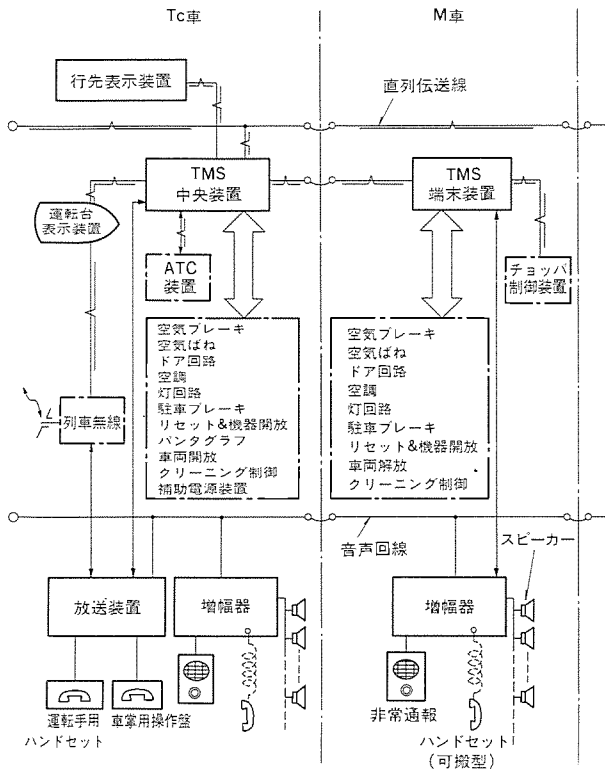 Tc車
M車
行先表示装置
直列伝送線
TMS
中央装置
TMS
端末装置
運転台
表示装置
ATC
装置
チョッパ
制御装置
空気ブレーキ
空気ばね
ドア回路
空調
灯回路
駐車ブレーキ
リセット&機器開放
パンタグラフ
車両開放
クリーニング制御
補助電源装置
空気ブレーキ
空気ばね
ドア回路
空調
灯回路
駐車ブレーキ
リセット&機器開放
車両解放
クリーニング制御
列車無線
音声回線
スピーカー
放送装置
増幅器
増幅器
運転手用
ハンドセット
車掌用操作盤
非常通報
ハンドセット
(可搬型)